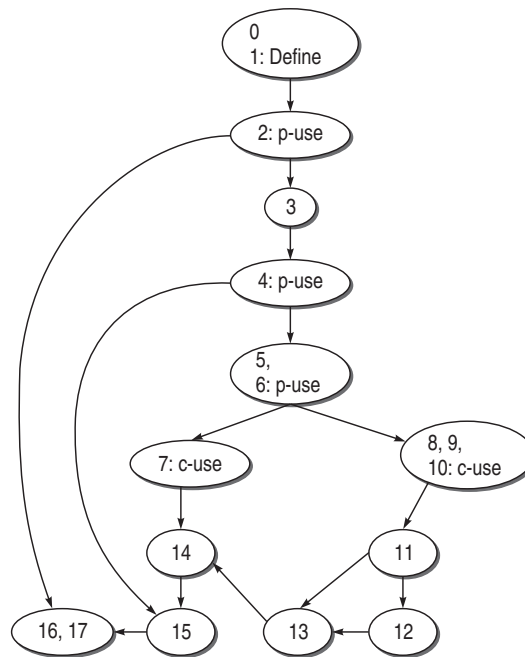 0
1: Define
2: p-use
3
4: p-use
5,
6: p-use
7: c-use
8, 9,
10: c-use
14
11
16, 17
15
13
12